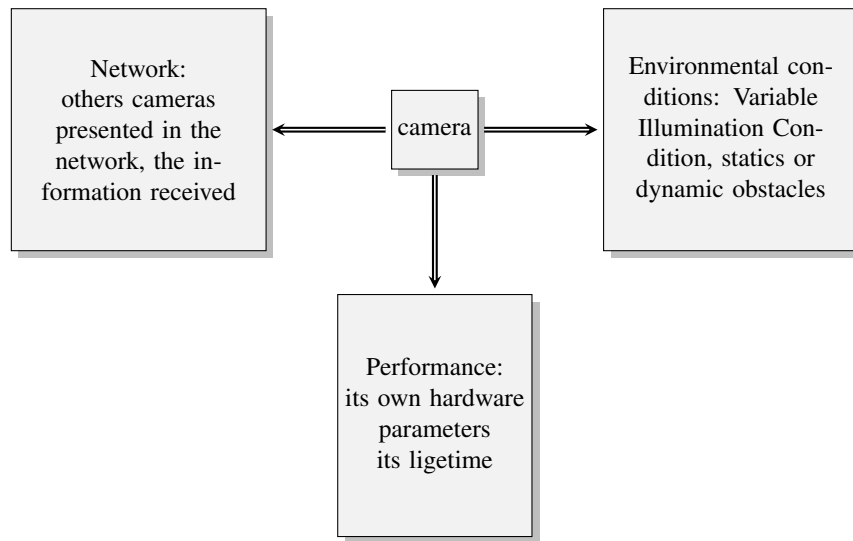 Network:
others cameras
presented in the
network, the in-
formation received
camera
Environmental con-
ditions: Variable
Illumination Con-
dition, statics or
dynamic obstacles
Performance:
its own hardware
parameters
its ligetime